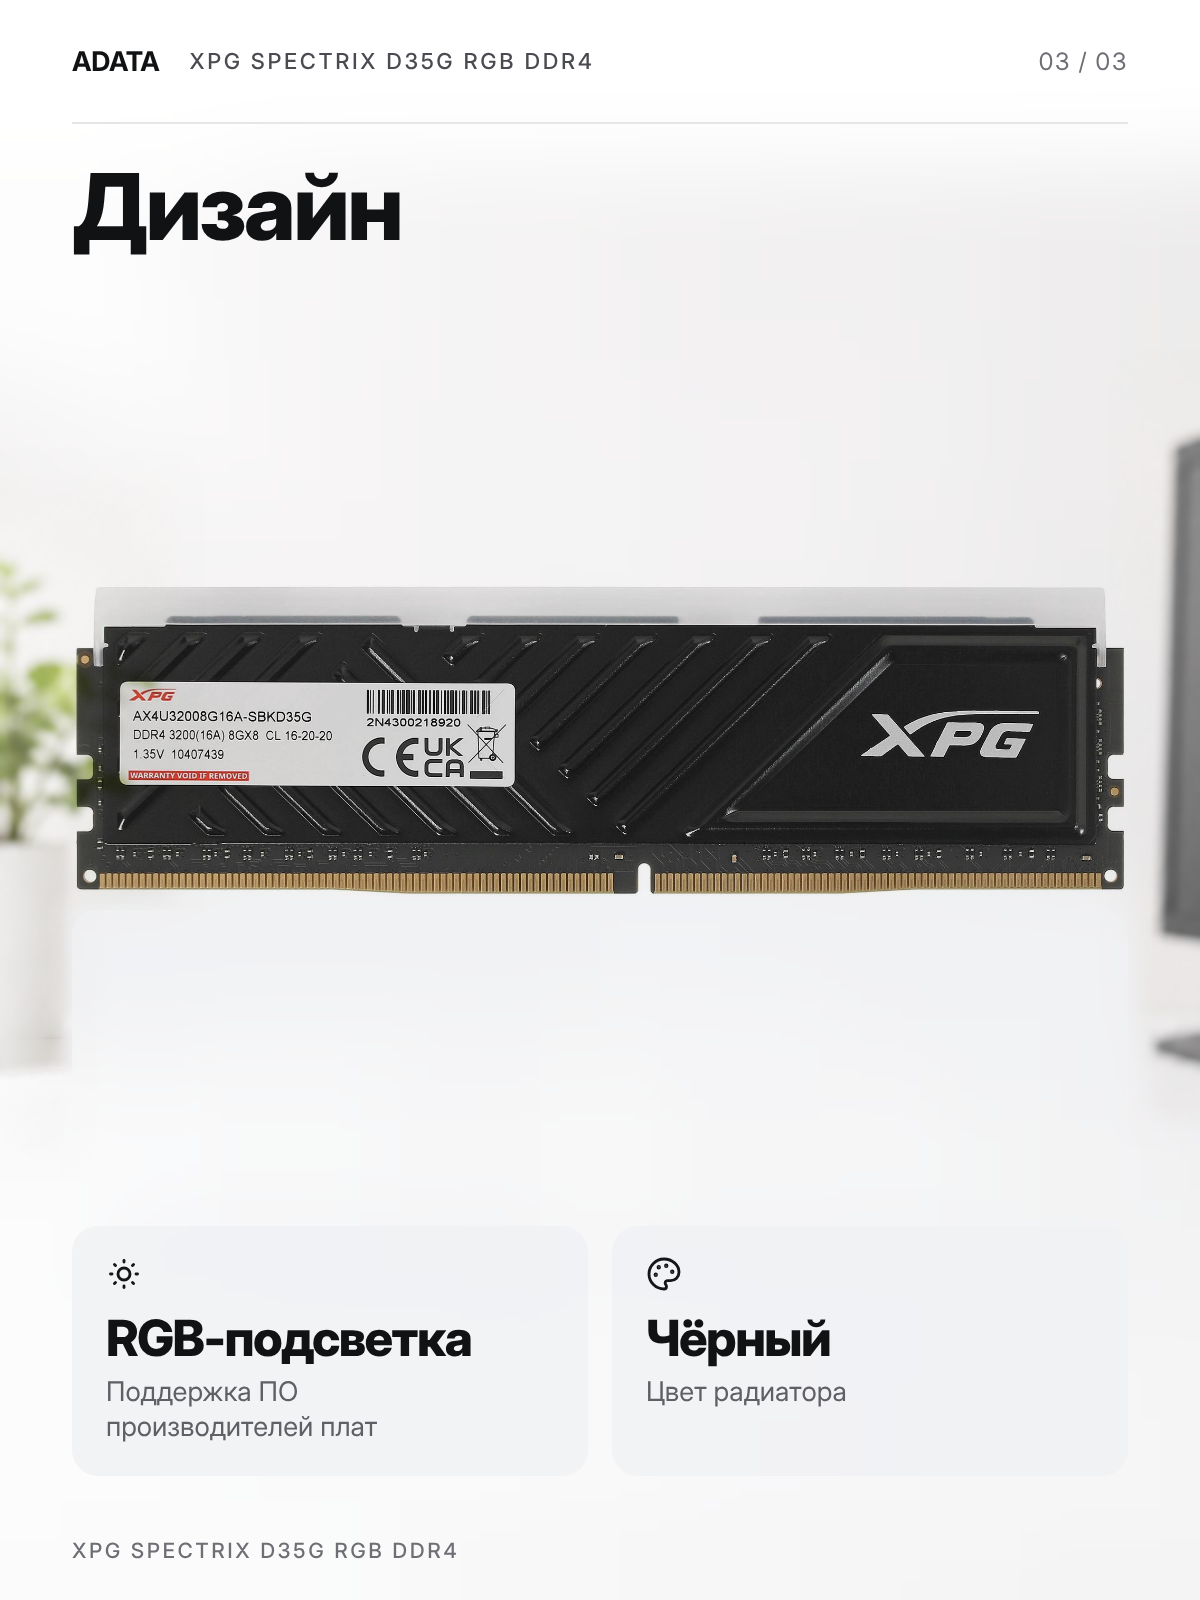 ADATA XPG SPECTRIX D35G RGB DDR4 03 / 03
Дизайн
XPG
AX4U32008G16A-SBKD35G
DDR4 3200(16A) 8GX8 CL 16-20-20
1.35V 10407439
WARRANTY VOID IF REMOVED
2N4300218920
CE UK CA
XPG
RGB-подсветка
Поддержка ПО
производителей плат
Чёрный
Цвет радиатора
XPG SPECTRIX D35G RGB DDR4